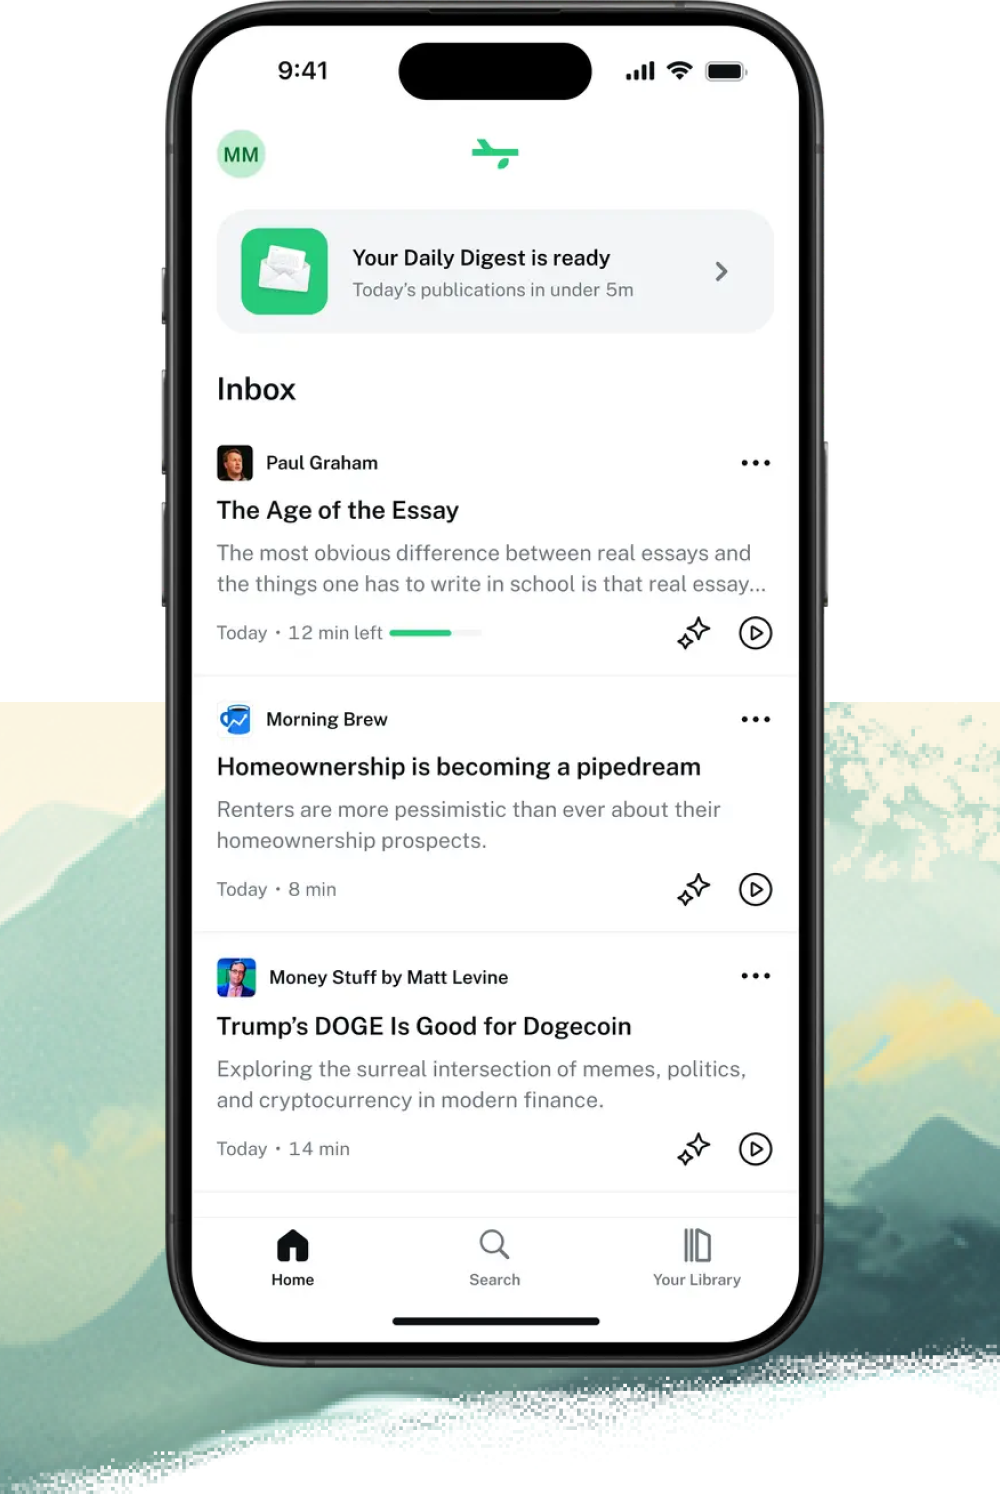 9:41
MM
Your Daily Digest is ready
Today's publications in under 5m
Inbox
Paul Graham
The Age of the Essay
The most obvious difference between real essays and
the things one has to write in school is that real essay...
Today • 12 min left
Morning Brew
Homeownership is becoming a pipedream
Renters are more pessimistic than ever about their
homeownership prospects.
Today • 8 min
Money Stuff by Matt Levine
Trump's DOGE Is Good for Dogecoin
Exploring the surreal intersection of memes, politics,
and cryptocurrency in modern finance.
Today • 14 min
Home
Search
Your Library